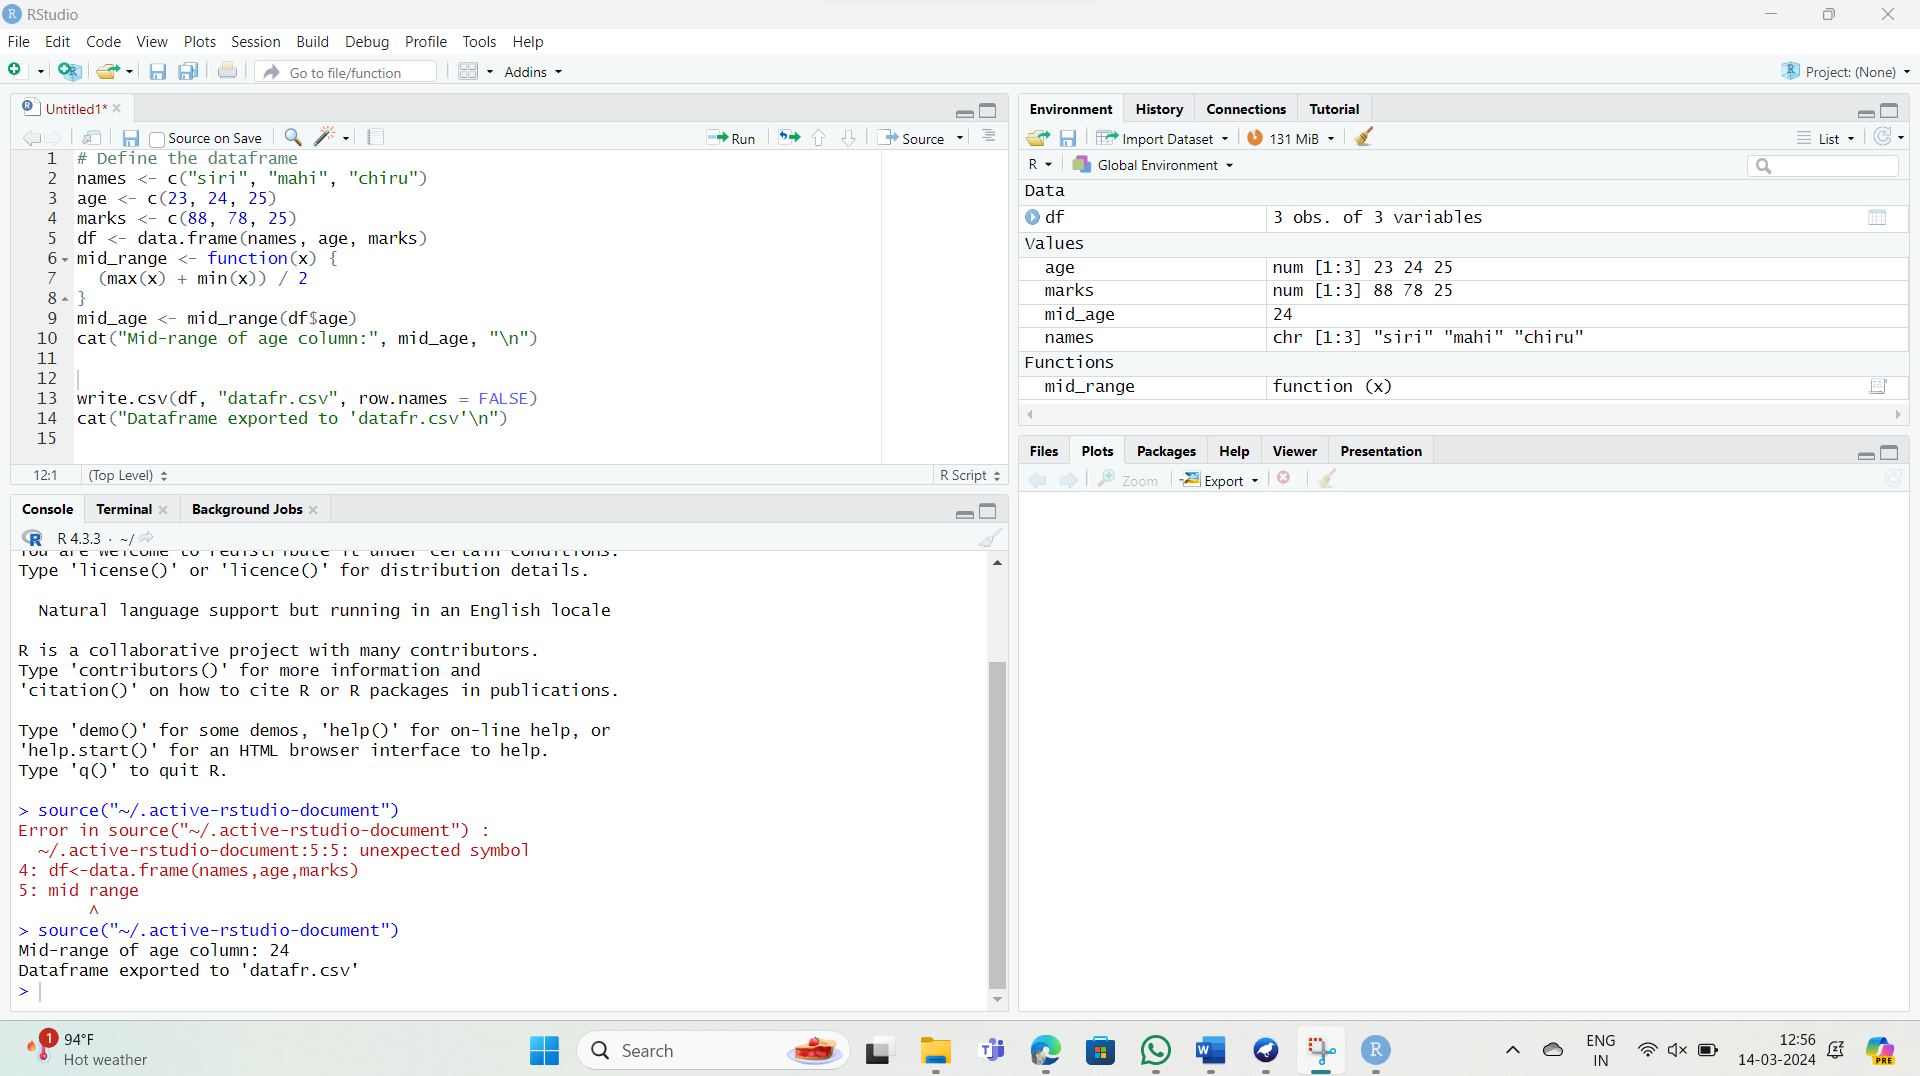 RStudio
File Edit Code View Plots Session Build Debug Profile Tools Help
Go to file/function Addins Project: (None)
Untitled1*
Source on Save Run Source
1 # Define the dataframe
2 names <- c("siri", "mahi", "chiru")
3 age <- c(23, 24, 25)
4 marks <- c(88, 78, 25)
5 df <- data.frame(names, age, marks)
6 mid_range <- function(x) {
7 (max(x) + min(x)) / 2
8 }
9 mid_age <- mid_range(df$age)
10 cat("Mid-range of age column:", mid_age, "\n")
11
12
13 write.csv(df, "datafr.csv", row.names = FALSE)
14 cat("Dataframe exported to 'datafr.csv'\n")
15
12:1 (Top Level) R Script
Console Terminal Background Jobs
R 4.3.3 · ~/
You are welcome to redistribute it under certain conditions.
Type 'license()' or 'licence()' for distribution details.
Natural language support but running in an English locale
R is a collaborative project with many contributors.
Type 'contributors()' for more information and
'citation()' on how to cite R or R packages in publications.
Type 'demo()' for some demos, 'help()' for on-line help, or
'help.start()' for an HTML browser interface to help.
Type 'q()' to quit R.
> source("~/.active-rstudio-document")
Error in source("~/.active-rstudio-document") :
~/.active-rstudio-document:5:5: unexpected symbol
4: df<-data.frame(names,age,marks)
5: mid range
^
> source("~/.active-rstudio-document")
Mid-range of age column: 24
Dataframe exported to 'datafr.csv'
>
Environment History Connections Tutorial
Import Dataset 131 MiB List
R Global Environment
Data
df 3 obs. of 3 variables
Values
age num [1:3] 23 24 25
marks num [1:3] 88 78 25
mid_age 24
names chr [1:3] "siri" "mahi" "chiru"
Functions
mid_range function (x)
Files Plots Packages Help Viewer Presentation
Zoom Export
1 94°F
Hot weather
Search
ENG
IN
12:56
14-03-2024
PRE